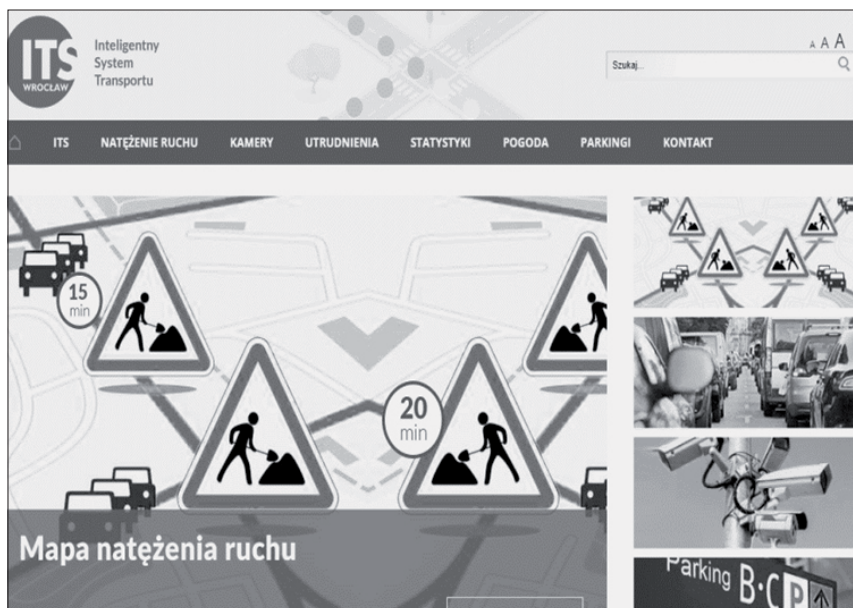 ITS
WROCŁAW
Inteligentny
System
Transportu
A A A
Szukaj...
ITS NATĘŻENIE RUCHU KAMERY UTRUDNIENIA STATYSTYKI POGODA PARKINGI KONTAKT
15
min
20
min
Mapa natężenia ruchu
Parking B·C P